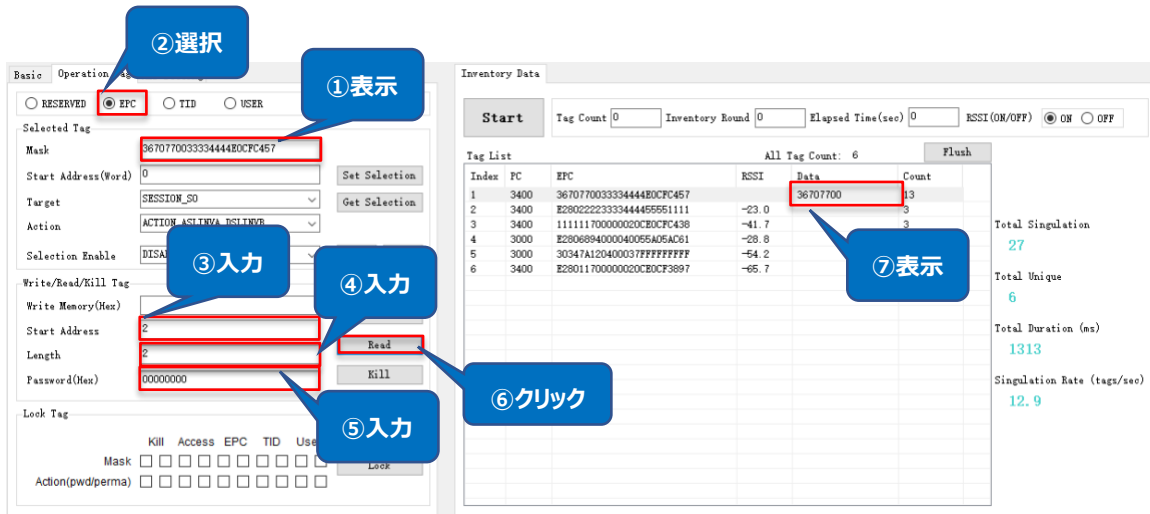 ②選択
①表示
Basic Operation Tag
RESERVED EPC TID USER
Selected Tag
Mask 3670770033334444E0CFC457
Start Address(Word) 0 Set Selection
Target SESSION_S0 Get Selection
Action ACTION_ASLINVA_DSLINVB
Selection Enable
③入力
④入力
Write/Read/Kill Tag
Write Memory(Hex)
Start Address 2
Length 2 Read
Password(Hex) 00000000 Kill
⑥クリック
⑤入力
Lock Tag
Kill Access EPC TID
Mask Lock
Action(pwd/perma)
Inventory Data
Start Tag Count 0 Inventory Round 0 Elapsed Time(sec) 0 RSSI(ON/OFF) ON OFF
Tag List All Tag Count: 6 Flush
Index PC EPC RSSI Data Count
1 3400 3670770033334444E0CFC457 36707700 13
2 3400 E28022223333444455551111 -23.0 3
3 3400 111111700000020CE0CFC438 -41.7 3
4 3000 E2806894000040055A05AC61 -28.8
5 3000 30347A120400037FFFFFFFFF -54.2
6 3400 E28011700000020CE0CF3897 -65.7
⑦表示
Total Singulation
27
Total Unique
6
Total Duration (ms)
1313
Singulation Rate (tags/sec)
12.9